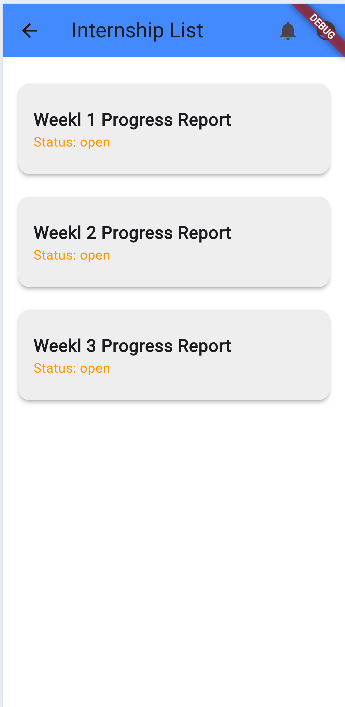 Internship List
DEBUG
Weekl 1 Progress Report
Status: open
Weekl 2 Progress Report
Status: open
Weekl 3 Progress Report
Status: open